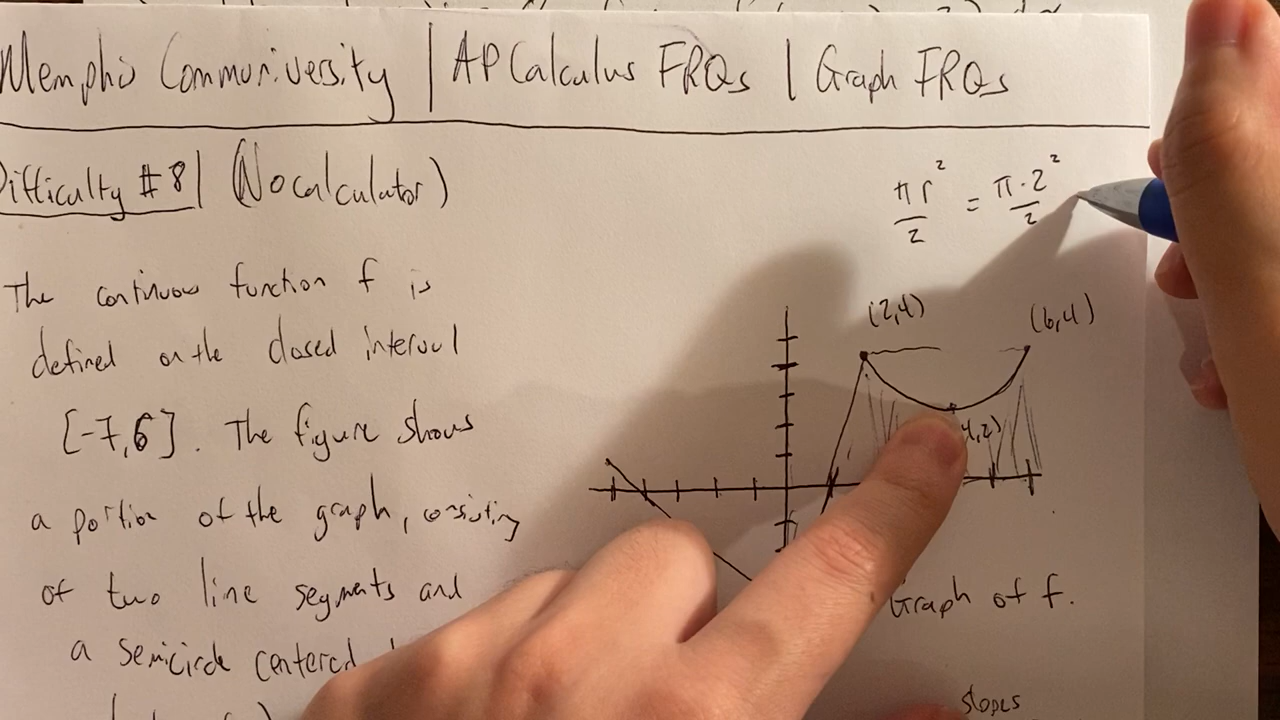 Memphis Communiversity | AP Calculus FRQs | Graph FRQs
Difficulty #8 | (No calculator)
πr²/2 = π·2²/2
The continuous function f is
defined on the closed interval
[-7,6]. The figure shows
a portion of the graph, consisting
of two line segments and
a semicircle centered
(2,4)
(6,4)
4,2)
Graph of f.
slopes